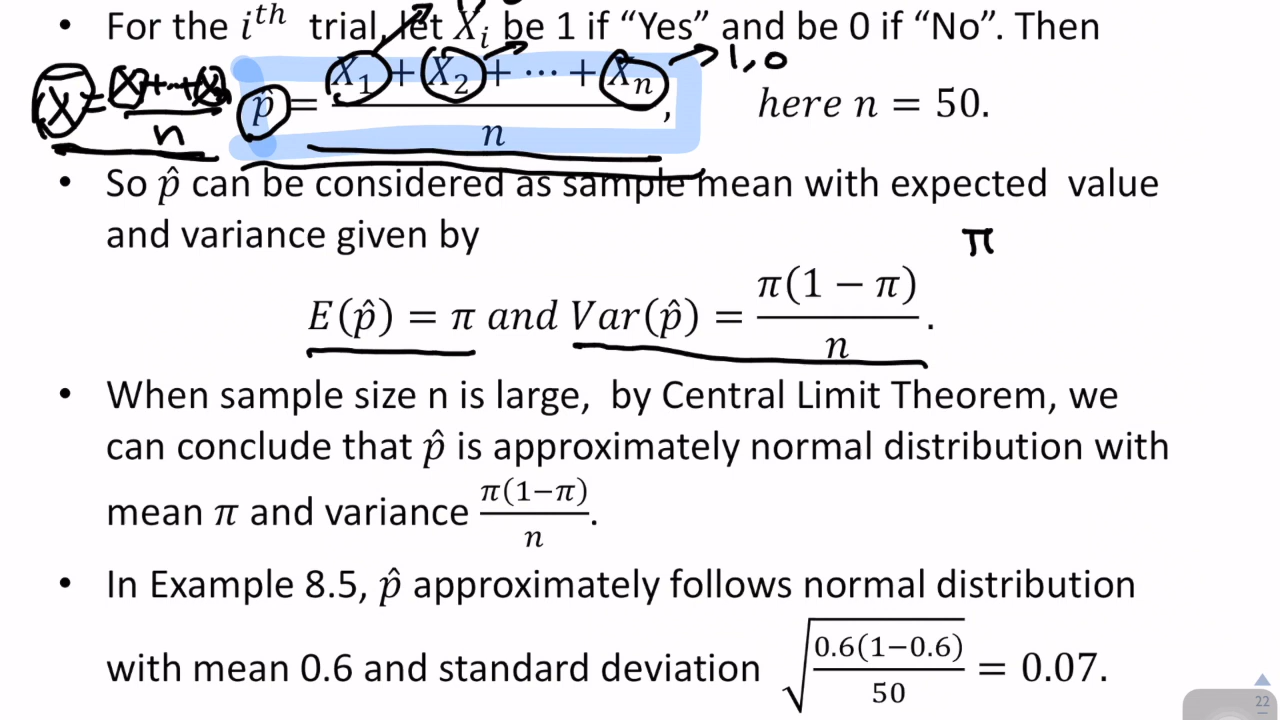 • For the iᵗʰ trial, let Xᵢ be 1 if “Yes” and be 0 if “No”. Then
X̄ = X+...+X / n p̂ = X₁ + X₂ + ⋯ + Xₙ / n , here n = 50.
→ 1, 0
• So p̂ can be considered as sample mean with expected value
and variance given by
π
E(p̂) = π and Var(p̂) = π(1 − π) / n .
• When sample size n is large, by Central Limit Theorem, we
can conclude that p̂ is approximately normal distribution with
mean π and variance π(1−π) / n .
• In Example 8.5, p̂ approximately follows normal distribution
with mean 0.6 and standard deviation √(0.6(1−0.6) / 50) = 0.07.
22